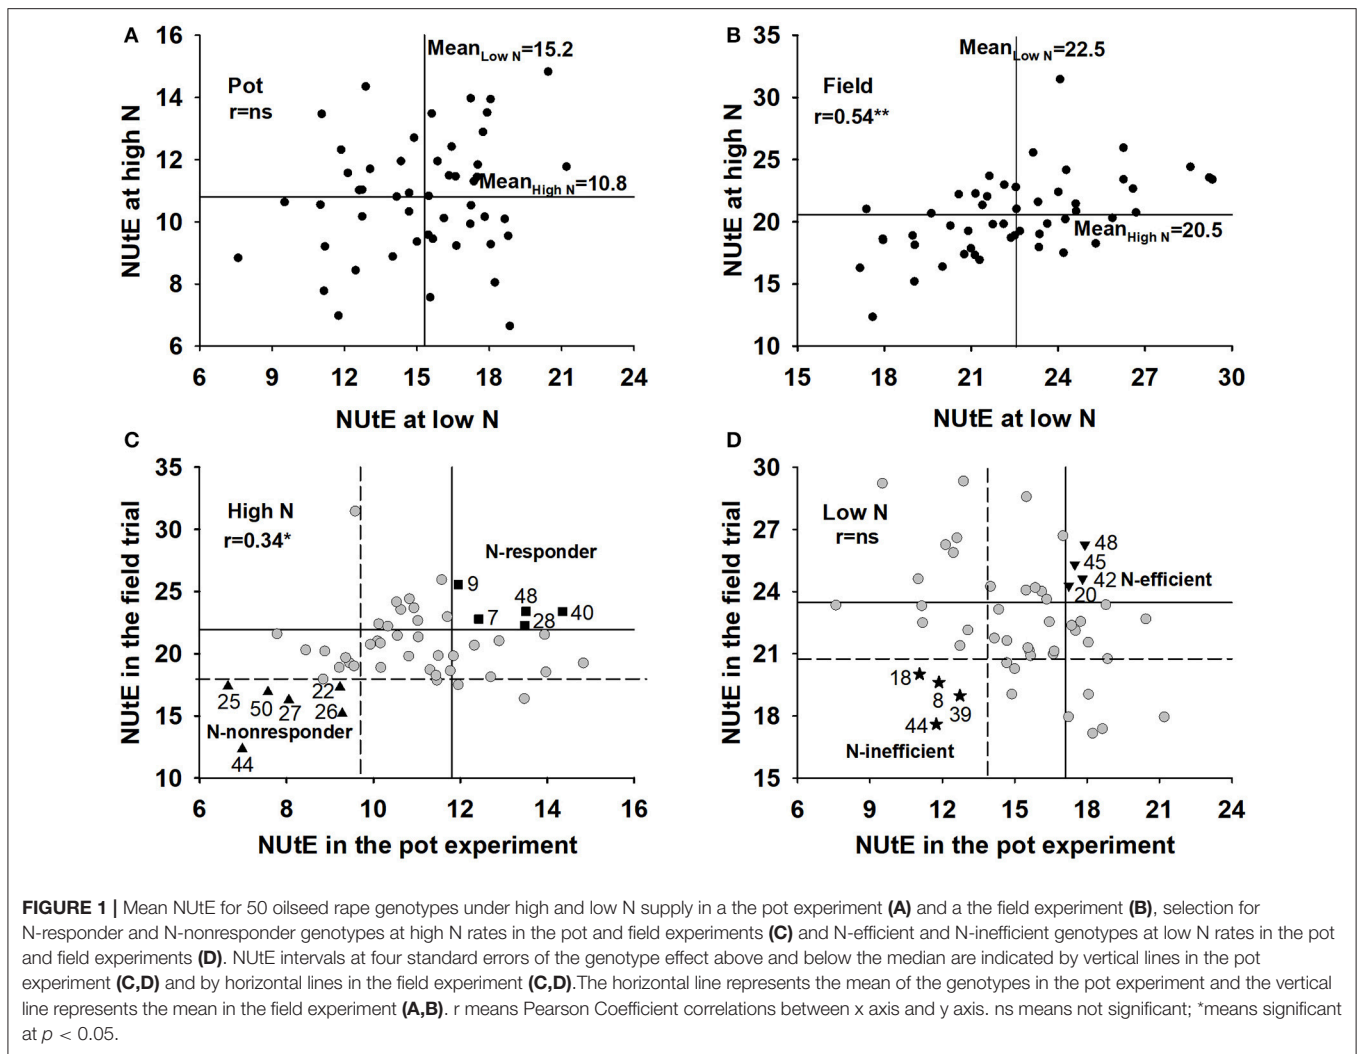 A
16
14
12
10
8
6
NUtE at high N
Pot
r=ns
Mean Low N=15.2
Mean High N=10.8
6 9 12 15 18 21 24
NUtE at low N
B
35
30
25
20
15
10
NUtE at high N
Field
r=0.54**
Mean Low N=22.5
Mean High N=20.5
15 18 21 24 27 30
NUtE at low N
C
35
30
25
20
15
10
NUtE in the field trial
High N
r=0.34*
N-responder
9
48
40
7
28
25
50
27
22
26
N-nonresponder
44
6 8 10 12 14 16
NUtE in the pot experiment
D
30
27
24
21
18
15
NUtE in the field trial
Low N
r=ns
48
45
42 N-efficient
20
18
8
39
44
N-inefficient
6 9 12 15 18 21 24
NUtE in the pot experiment
FIGURE 1 | Mean NUtE for 50 oilseed rape genotypes under high and low N supply in a the pot experiment (A) and a the field experiment (B), selection for
N-responder and N-nonresponder genotypes at high N rates in the pot and field experiments (C) and N-efficient and N-inefficient genotypes at low N rates in the pot
and field experiments (D). NUtE intervals at four standard errors of the genotype effect above and below the median are indicated by vertical lines in the pot
experiment (C,D) and by horizontal lines in the field experiment (C,D).The horizontal line represents the mean of the genotypes in the pot experiment and the vertical
line represents the mean in the field experiment (A,B). r means Pearson Coefficient correlations between x axis and y axis. ns means not significant; *means significant
at p < 0.05.